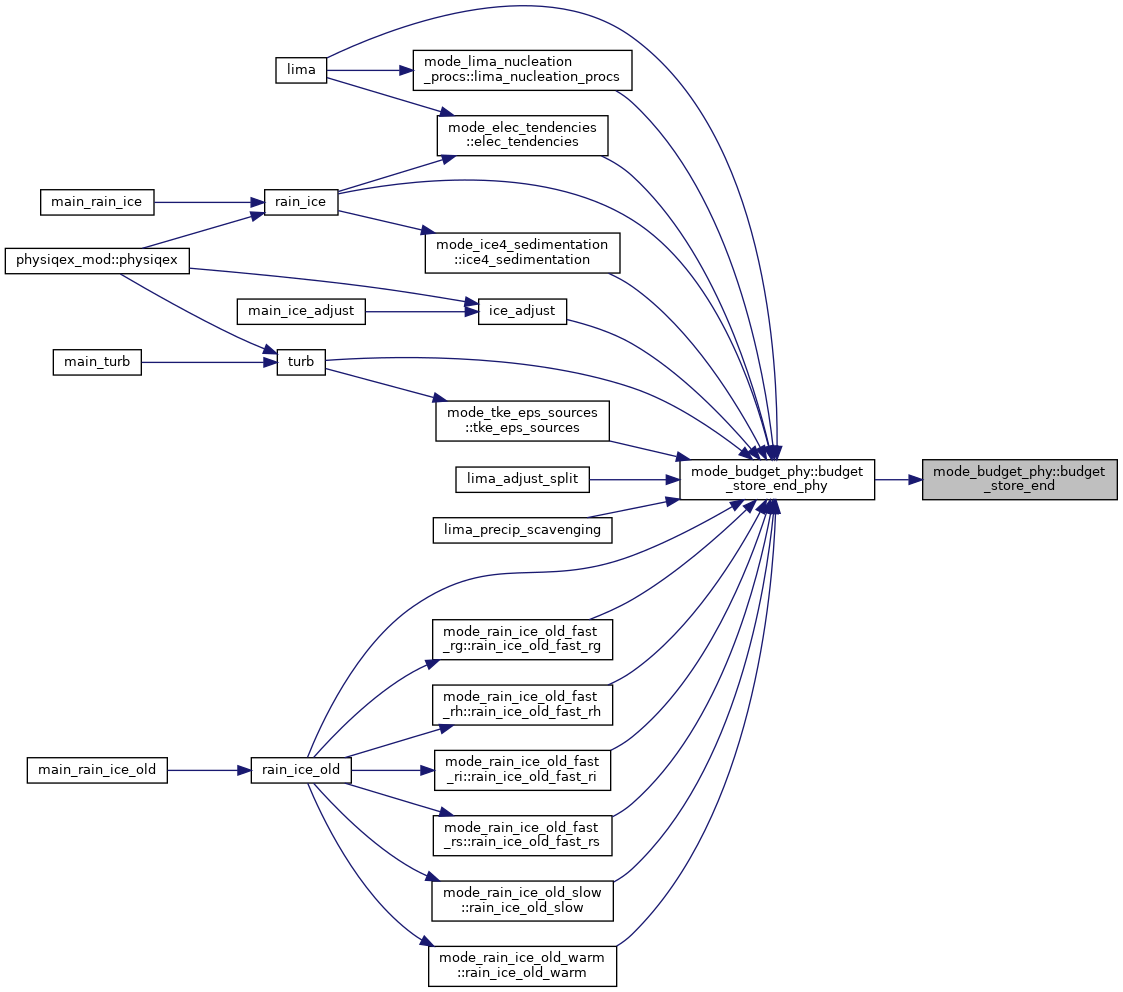 lima
mode_lima_nucleation
_procs::lima_nucleation_procs
mode_elec_tendencies
::elec_tendencies
main_rain_ice
rain_ice
mode_ice4_sedimentation
::ice4_sedimentation
physiqex_mod::physiqex
main_ice_adjust
ice_adjust
main_turb
turb
mode_tke_eps_sources
::tke_eps_sources
lima_adjust_split
mode_budget_phy::budget
_store_end_phy
mode_budget_phy::budget
_store_end
lima_precip_scavenging
mode_rain_ice_old_fast
_rg::rain_ice_old_fast_rg
mode_rain_ice_old_fast
_rh::rain_ice_old_fast_rh
main_rain_ice_old
rain_ice_old
mode_rain_ice_old_fast
_ri::rain_ice_old_fast_ri
mode_rain_ice_old_fast
_rs::rain_ice_old_fast_rs
mode_rain_ice_old_slow
::rain_ice_old_slow
mode_rain_ice_old_warm
::rain_ice_old_warm